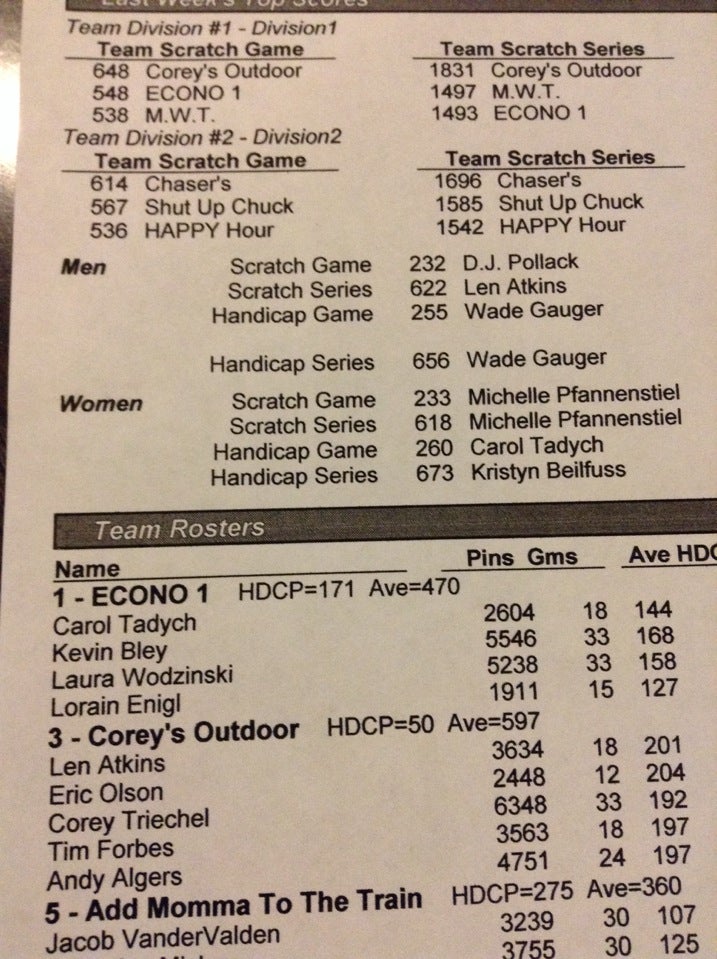 Last Week's Top Scores
Team Division #1 - Division1
Team Scratch Game Team Scratch Series
648 Corey's Outdoor 1831 Corey's Outdoor
548 ECONO 1 1497 M.W.T.
538 M.W.T. 1493 ECONO 1
Team Division #2 - Division2
Team Scratch Game Team Scratch Series
614 Chaser's 1696 Chaser's
567 Shut Up Chuck 1585 Shut Up Chuck
536 HAPPY Hour 1542 HAPPY Hour
Men Scratch Game 232 D.J. Pollack
Scratch Series 622 Len Atkins
Handicap Game 255 Wade Gauger
Handicap Series 656 Wade Gauger
Women Scratch Game 233 Michelle Pfannenstiel
Scratch Series 618 Michelle Pfannenstiel
Handicap Game 260 Carol Tadych
Handicap Series 673 Kristyn Beilfuss
Team Rosters
Name Pins Gms Ave HDC
1 - ECONO 1 HDCP=171 Ave=470
Carol Tadych 2604 18 144
Kevin Bley 5546 33 168
Laura Wodzinski 5238 33 158
Lorain Enigl 1911 15 127
3 - Corey's Outdoor HDCP=50 Ave=597
Len Atkins 3634 18 201
Eric Olson 2448 12 204
Corey Triechel 6348 33 192
Tim Forbes 3563 18 197
Andy Algers 4751 24 197
5 - Add Momma To The Train HDCP=275 Ave=360
Jacob VanderValden 3239 30 107
3755 30 125